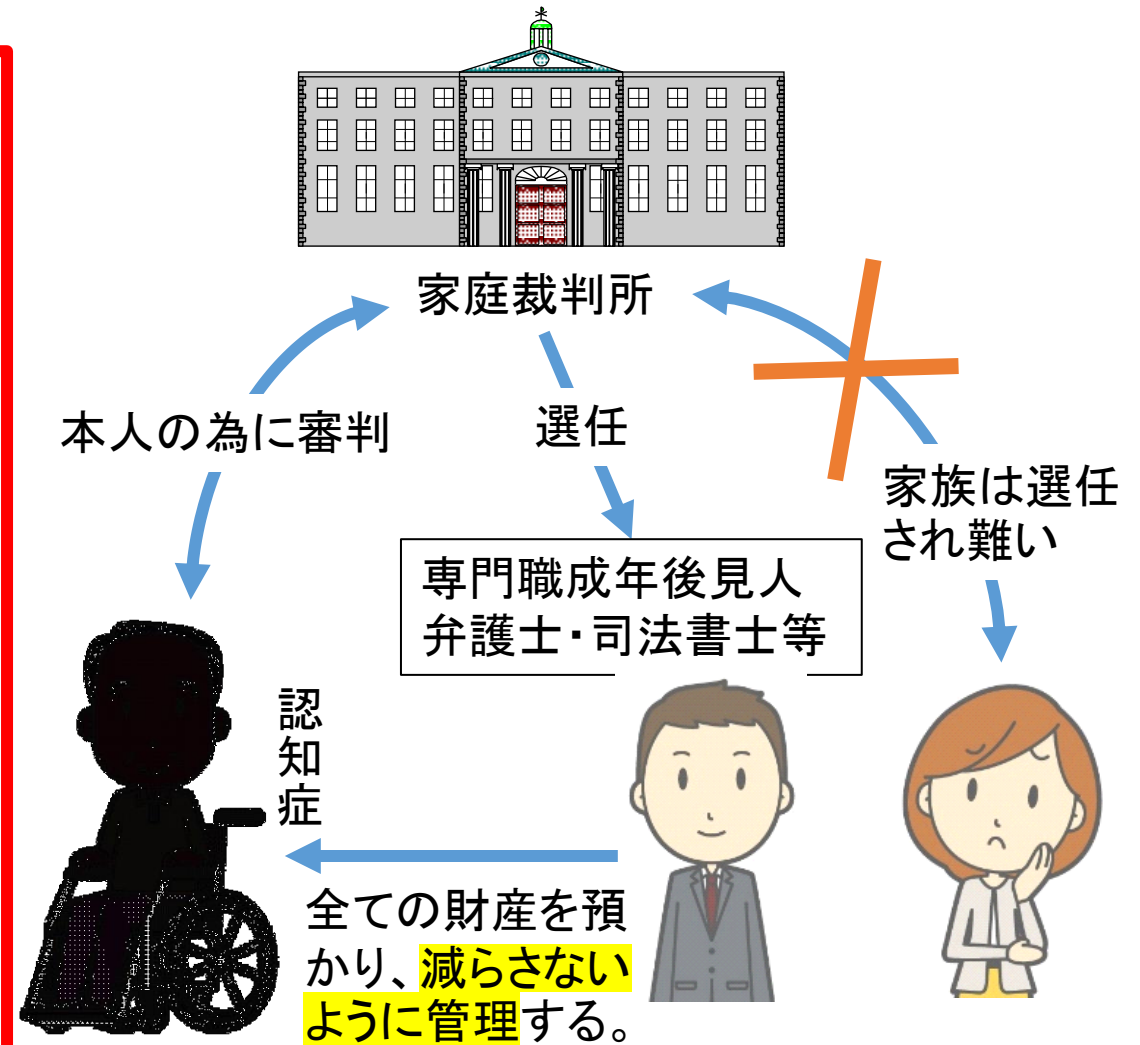 家庭裁判所
本人の為に審判
選任
家族は選任
され難い
専門職成年後見人
弁護士・司法書士等
認知症
全ての財産を預
かり、減らさない
ように管理する。